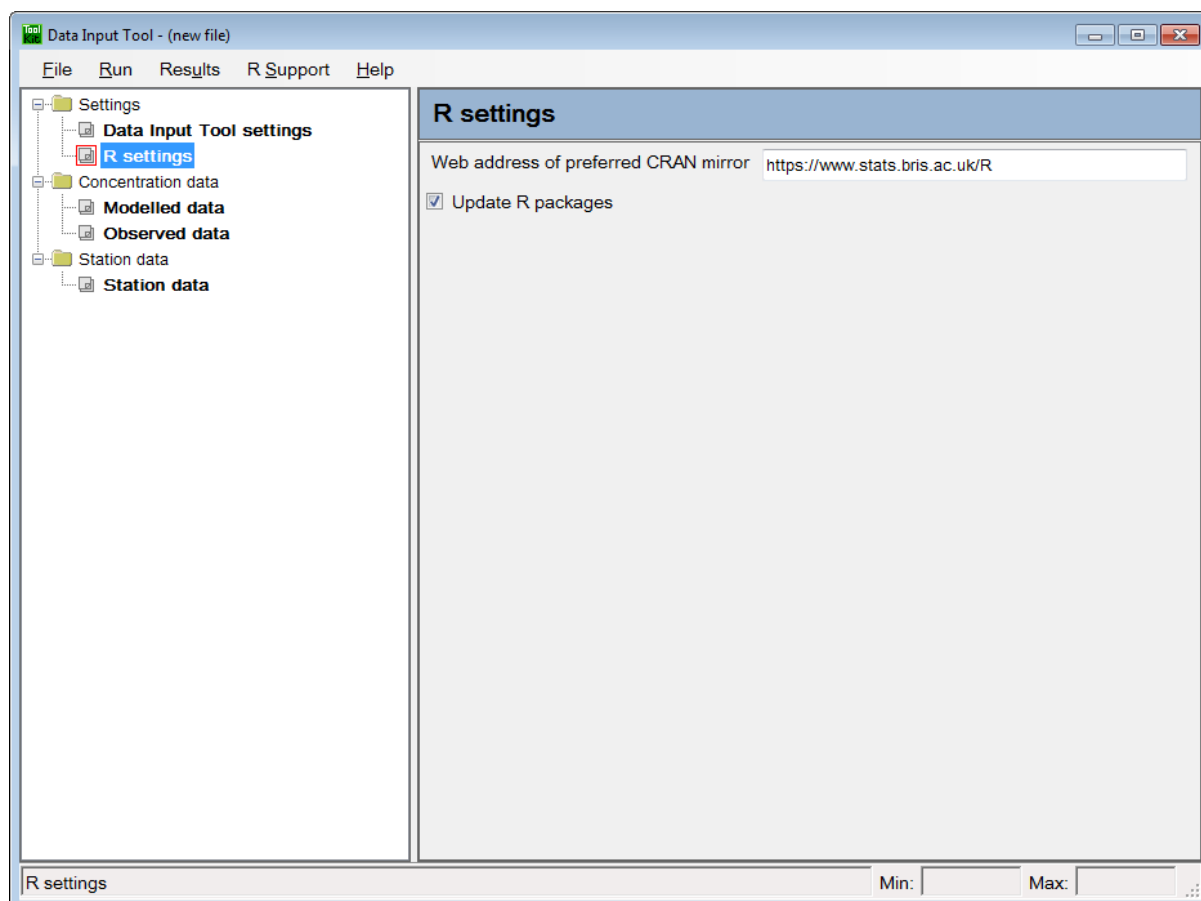 Tool
Kit
Data Input Tool - (new file)
File Run Results R Support Help
Settings
Data Input Tool settings
R settings
Concentration data
Modelled data
Observed data
Station data
Station data
R settings
Web address of preferred CRAN mirror https://www.stats.bris.ac.uk/R
Update R packages
R settings Min: Max: